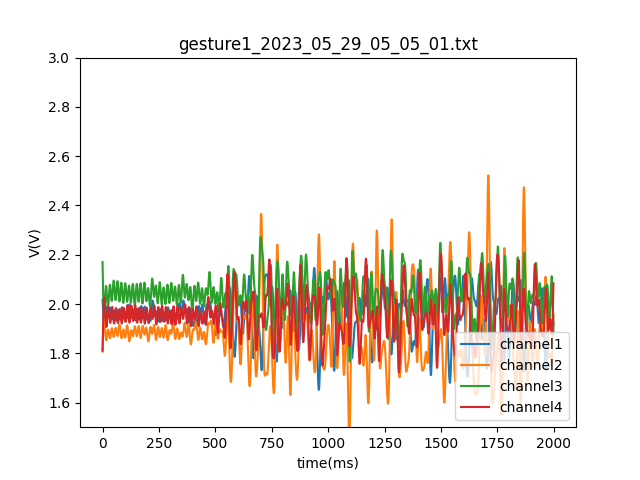 gesture1_2023_05_29_05_05_01.txt
3.0
2.8
2.6
2.4
2.2
2.0
1.8
1.6
V(V)
channel1
channel2
channel3
channel4
0 250 500 750 1000 1250 1500 1750 2000
time(ms)